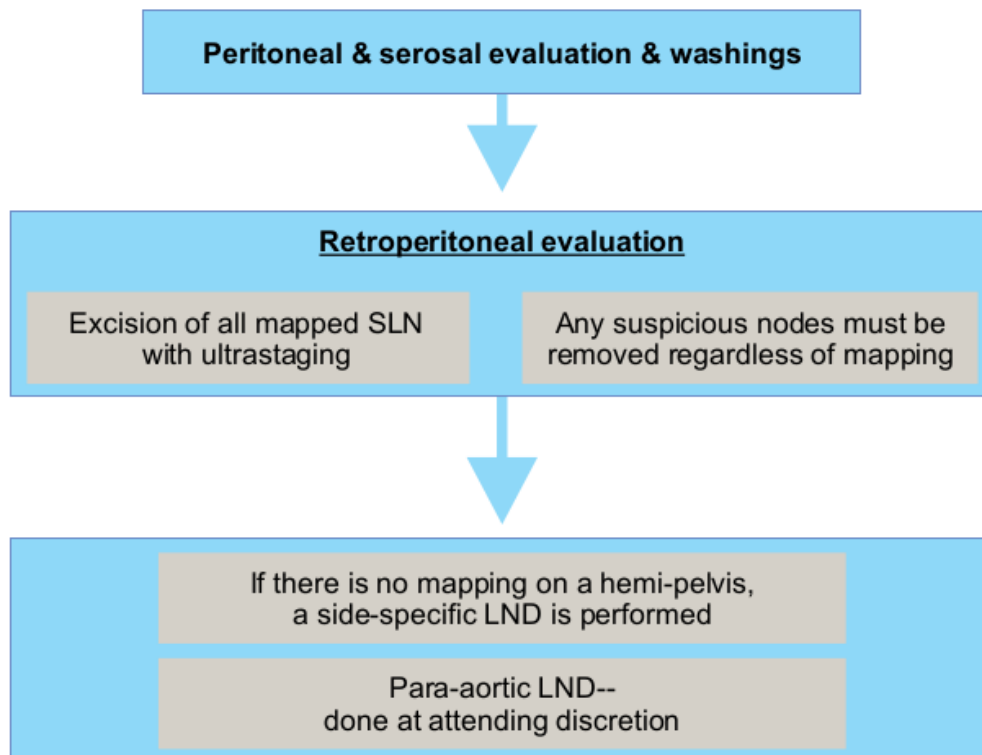 Peritoneal & serosal evaluation & washings
Retroperitoneal evaluation
Excision of all mapped SLN
with ultrastaging
Any suspicious nodes must be
removed regardless of mapping
If there is no mapping on a hemi-pelvis,
a side-specific LND is performed
Para-aortic LND--
done at attending discretion